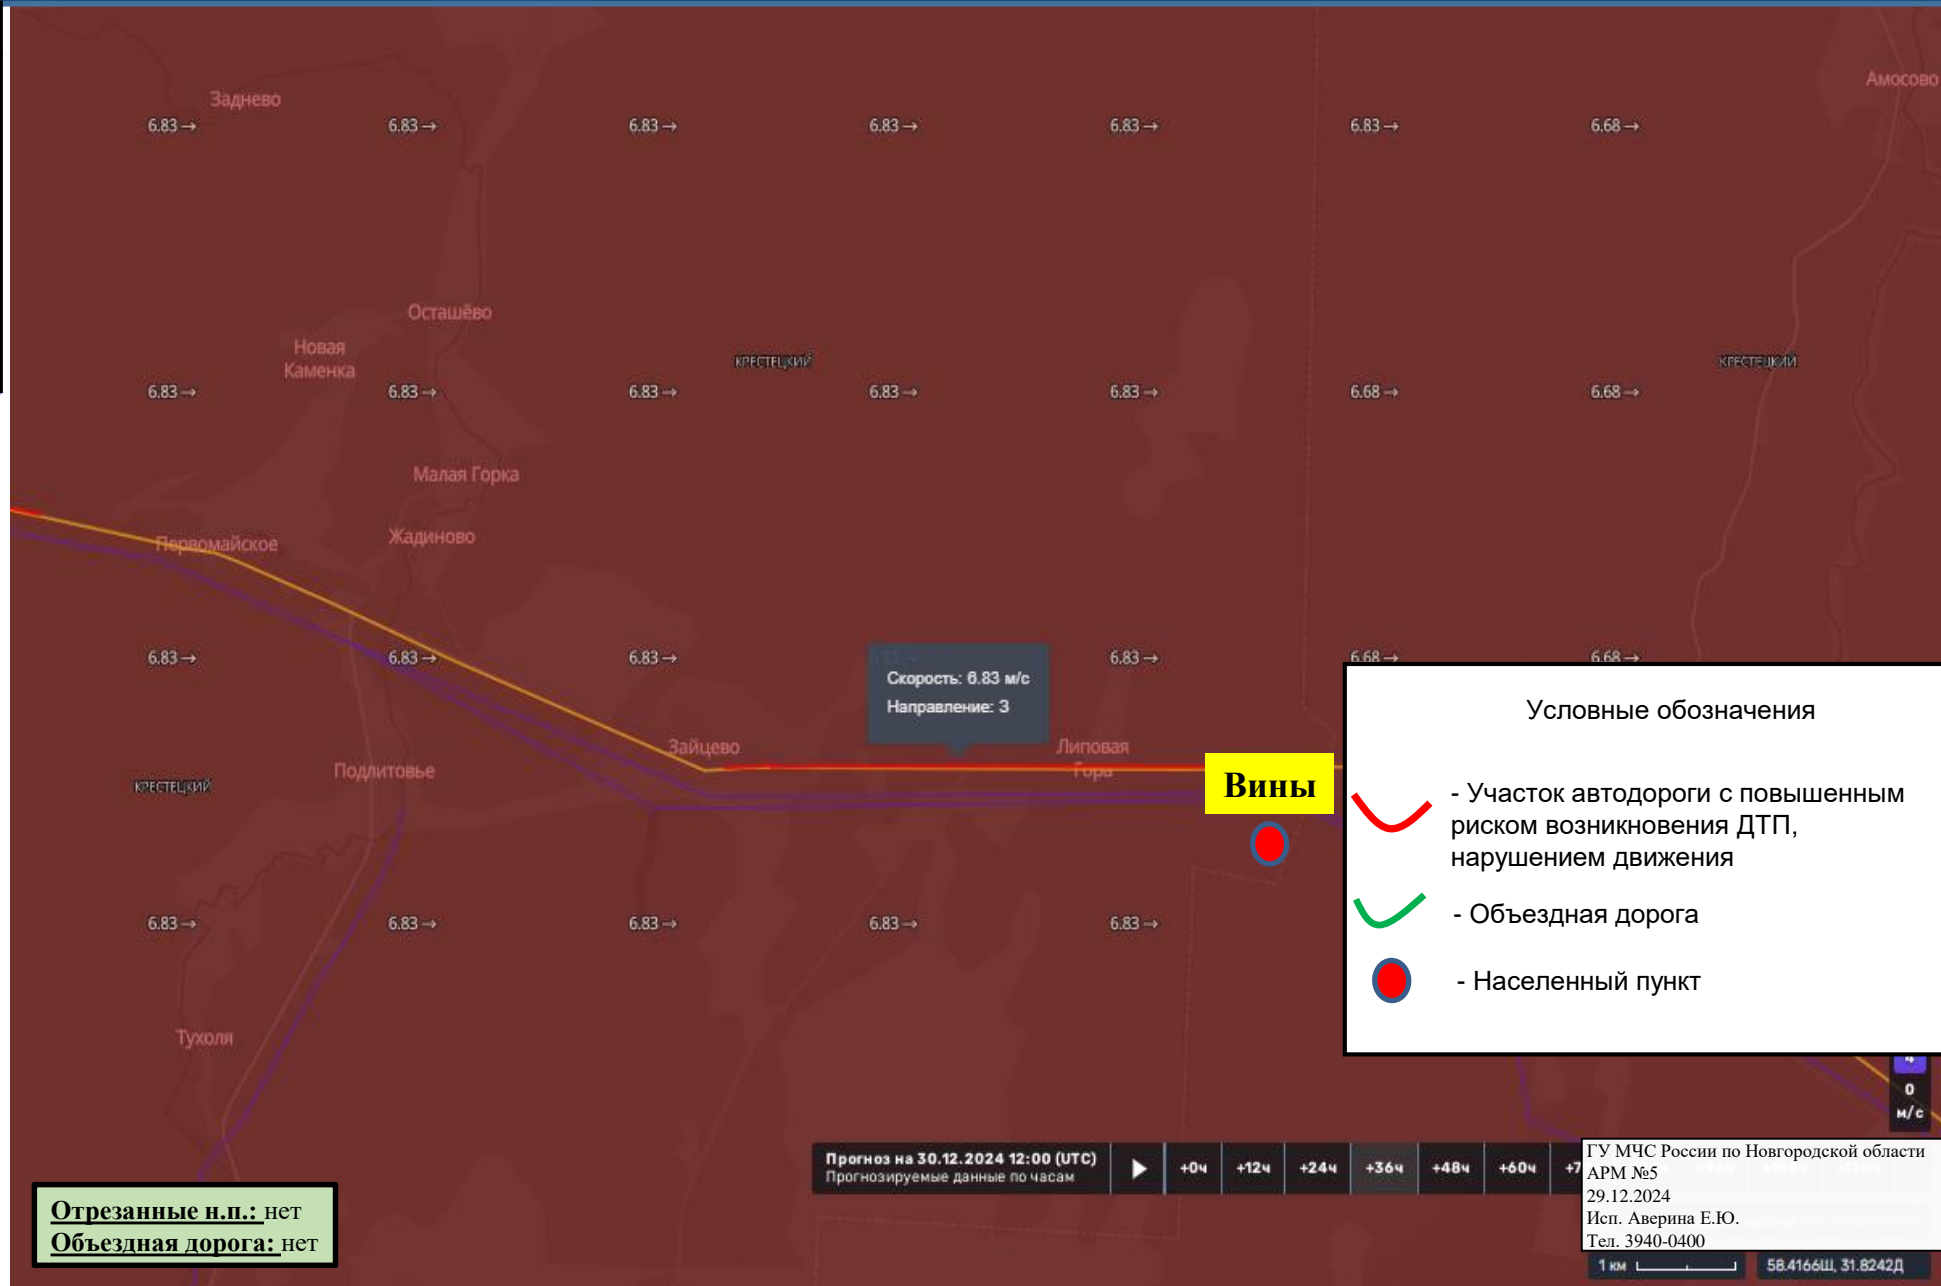 Заднево
Амосово
6.83→ 6.83→ 6.83→ 6.83→ 6.83→ 6.83→ 6.68→
Осташёво
Новая
Каменка
КРЕСТЕЦКИЙ
КРЕСТЕЦКИЙ
6.83→ 6.83→ 6.83→ 6.83→ 6.83→ 6.68→ 6.68→
Малая Горка
Жадиново
Первомайское
6.83→ 6.83→ 6.83→ 6.83→ 6.68→ 6.68→
Скорость: 6.83 м/с
Направление: З
Зайцево
Липовая
Гора
Подлитовье
КРЕСТЕЦКИЙ
Вины
Условные обозначения
- Участок автодороги с повышенным
риском возникновения ДТП,
нарушением движения
- Объездная дорога
- Населенный пункт
6.83→ 6.83→ 6.83→ 6.83→ 6.83→
Тухоля
4
0
м/с
Прогноз на 30.12.2024 12:00 (UTC)
Прогнозируемые данные по часам
+0ч +12ч +24ч +36ч +48ч +60ч +7
ГУ МЧС России по Новгородской области
АРМ №5
29.12.2024
Исп. Аверина Е.Ю.
Тел. 3940-0400
Отрезанные н.п.: нет
Объездная дорога: нет
1 км
58.4166Ш, 31.8242Д